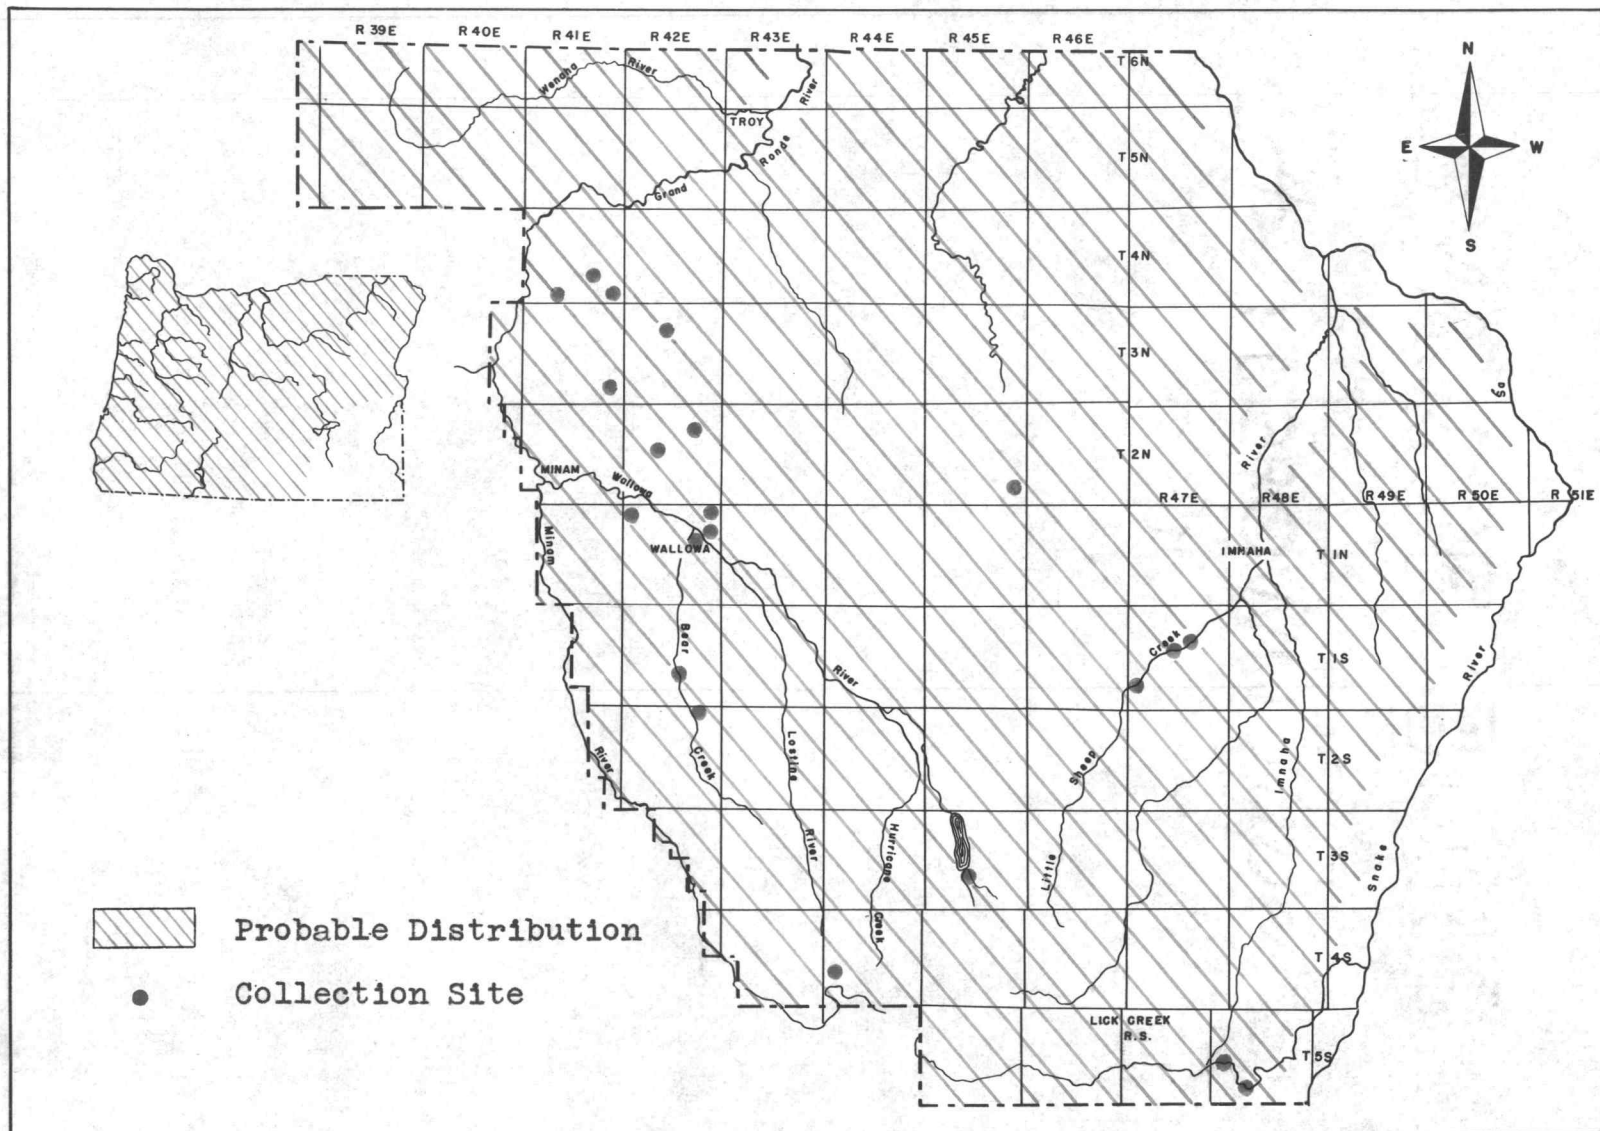 R 39E R 40E R 41E R 42E R 43E R 44E R 45E R 46E
T 6N
N
E W
S
Wenaha River
TROY
River
Ronde
Grand
T 5N
T 4N
T 3N
T 2N
MINAM
Wallowa
River
R 47E R 48E R 49E R 50E R 51E
Minam
WALLOWA
IMNAHA
T 1N
Bear
Creek
T 1S
River
River
River
Lostine
Creek
Sheep
Imnaha
T 2S
River
Hurricane
Little
T 3S
Snake
Creek
T 4S
Probable Distribution
Collection Site
LICK CREEK
R.S.
T 5S